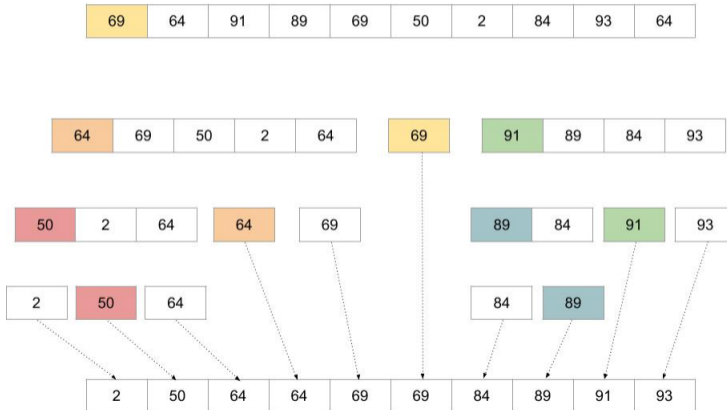 69 64 91 89 69 50 2 84 93 64
64 69 50 2 64 69 91 89 84 93
50 2 64 64 69 89 84 91 93
2 50 64 84 89
2 50 64 64 69 69 84 89 91 93